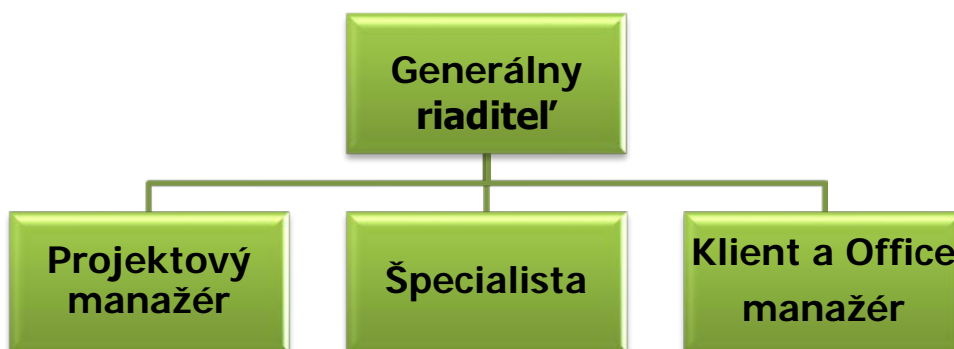 Generálny
riaditeľ
Projektový
manažér
Špecialista
Klient a Office
manažér